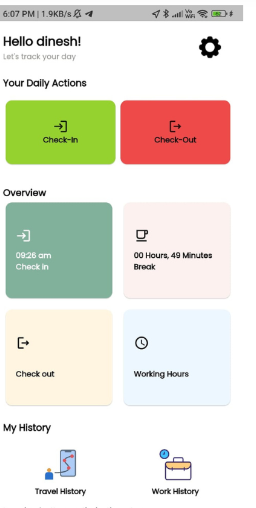 6:07 PM | 1.9KB/s
Vo WiFi
Hello dinesh!
Let's track your day
Your Daily Actions
Check-In
Check-Out
Overview
09:26 am
Check in
00 Hours, 49 Minutes
Break
Check out
Working Hours
My History
Travel History
Work History